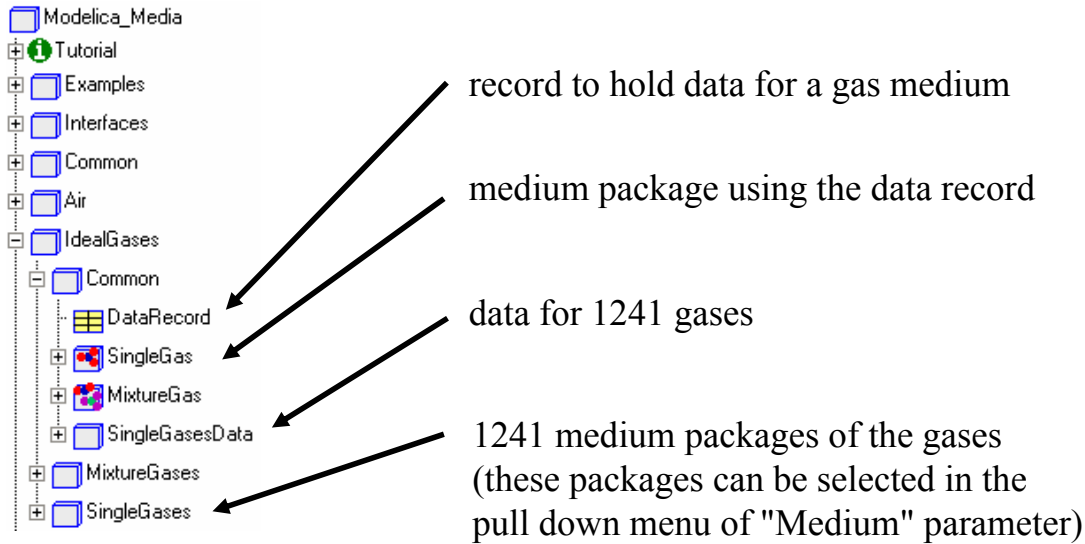 Modelica_Media
Tutorial
Examples
Interfaces
Common
Air
IdealGases
Common
DataRecord
SingleGas
MixtureGas
SingleGasesData
MixtureGases
SingleGases
record to hold data for a gas medium
medium package using the data record
data for 1241 gases
1241 medium packages of the gases
(these packages can be selected in the
pull down menu of "Medium" parameter)